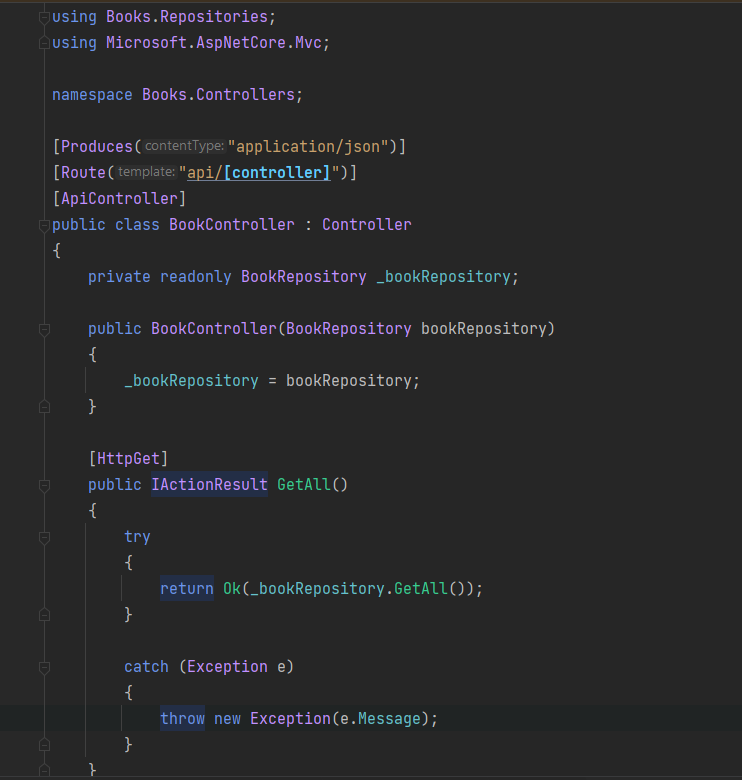 using Books.Repositories;
using Microsoft.AspNetCore.Mvc;
namespace Books.Controllers;
[Produces(contentType:"application/json")]
[Route(template:"api/[controller]")]
[ApiController]
public class BookController : Controller
{
private readonly BookRepository _bookRepository;
public BookController(BookRepository bookRepository)
{
_bookRepository = bookRepository;
}
[HttpGet]
public IActionResult GetAll()
{
try
{
return Ok(_bookRepository.GetAll());
}
catch (Exception e)
{
throw new Exception(e.Message);
}
}